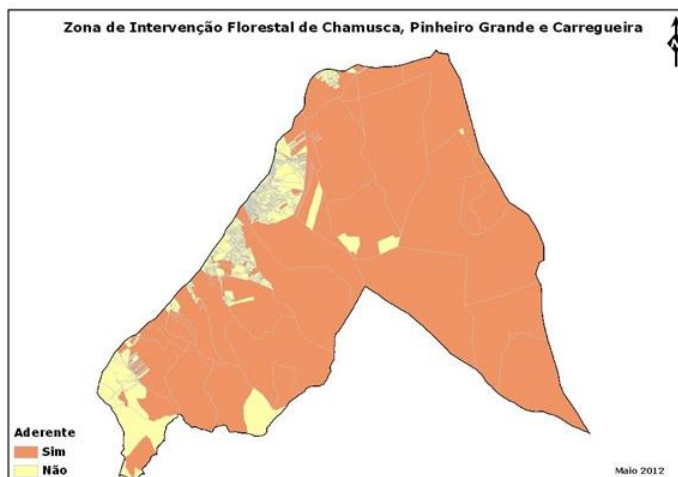 Zona de Intervenção Florestal de Chamusca, Pinheiro Grande e Carregueira
Aderente
Sim
Não
Maio 2012